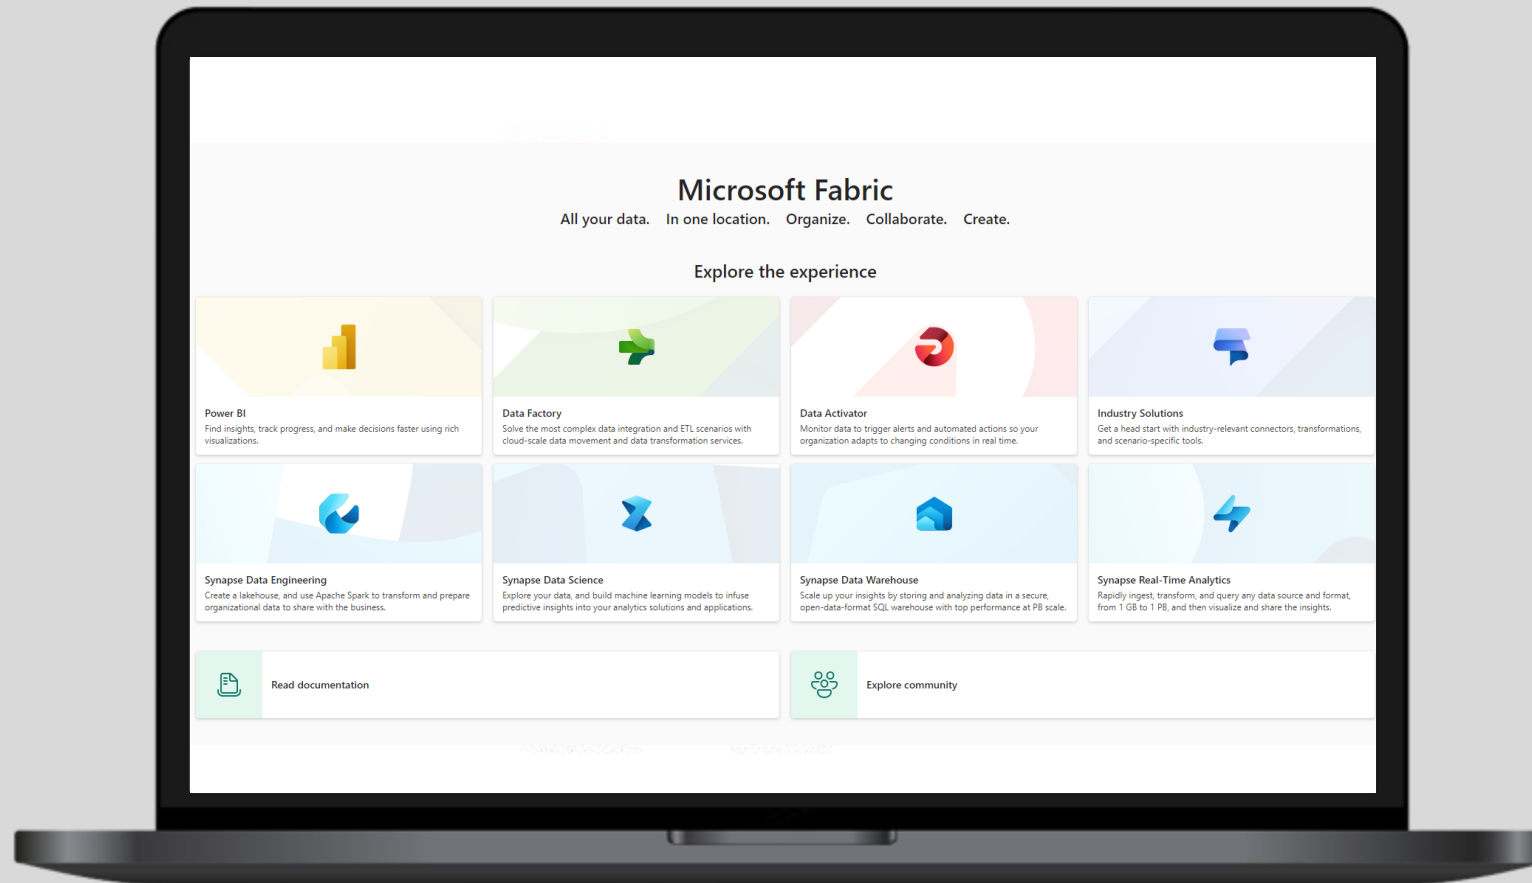 Microsoft Fabric
All your data. In one location. Organize. Collaborate. Create.
Explore the experience
Power BI
Find insights, track progress, and make decisions faster using rich
visualizations.
Data Factory
Solve the most complex data integration and ETL scenarios with
cloud-scale data movement and data transformation services.
Data Activator
Monitor data to trigger alerts and automated actions so your
organization adapts to changing conditions in real time.
Industry Solutions
Get a head start with industry-relevant connectors, transformations,
and scenario-specific tools.
Synapse Data Engineering
Create a lakehouse, and use Apache Spark to transform and prepare
organizational data to share with the business.
Synapse Data Science
Explore your data, and build machine learning models to infuse
predictive insights into your analytics solutions and applications.
Synapse Data Warehouse
Scale up your insights by storing and analyzing data in a secure,
open-data-format SQL warehouse with top performance at PB scale.
Synapse Real-Time Analytics
Rapidly ingest, transform, and query any data source and format,
from 1 GB to 1 PB, and then visualize and share the insights.
Read documentation
Explore community